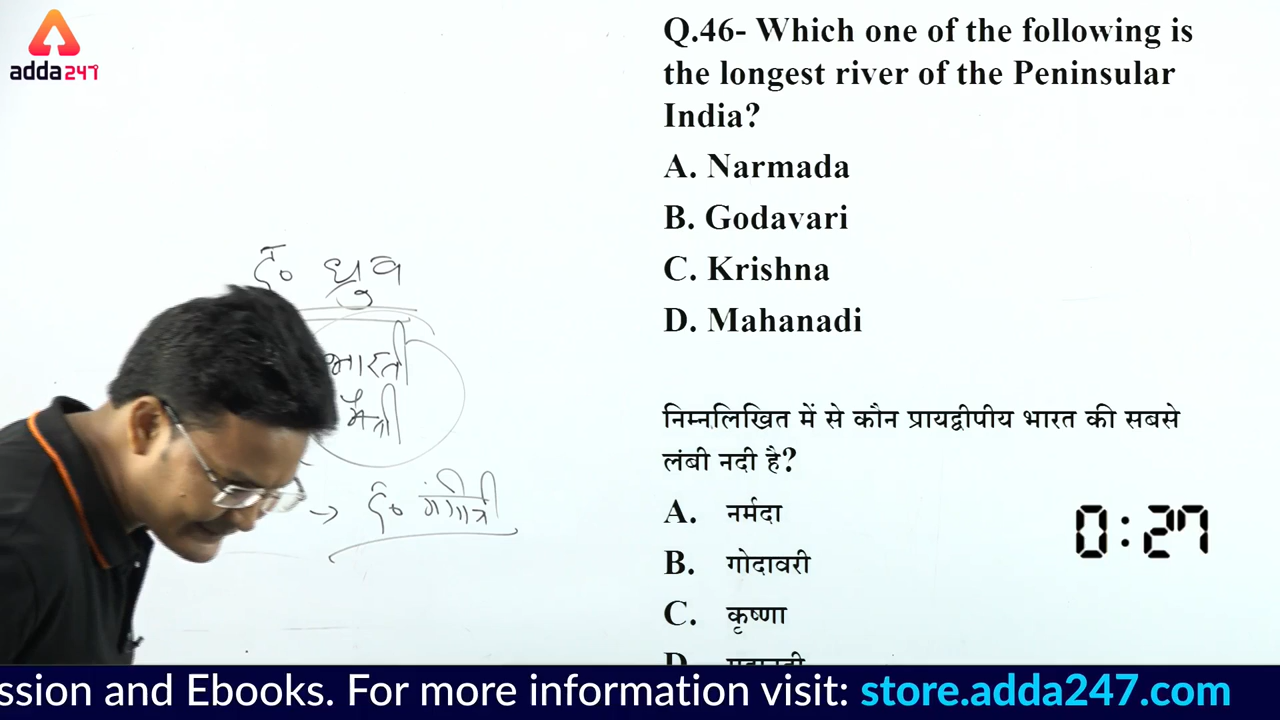 adda247
Q.46- Which one of the following is
the longest river of the Peninsular
India?
A. Narmada
B. Godavari
C. Krishna
D. Mahanadi
निम्नलिखित में से कौन प्रायद्वीपीय भारत की सबसे
लंबी नदी है?
A. नर्मदा
B. गोदावरी
C. कृष्णा
D.
0:27
द॰ ध्रुव
भारती
मैत्री
→ द॰ गंगोत्री
ssion and Ebooks. For more information visit: store.adda247.com